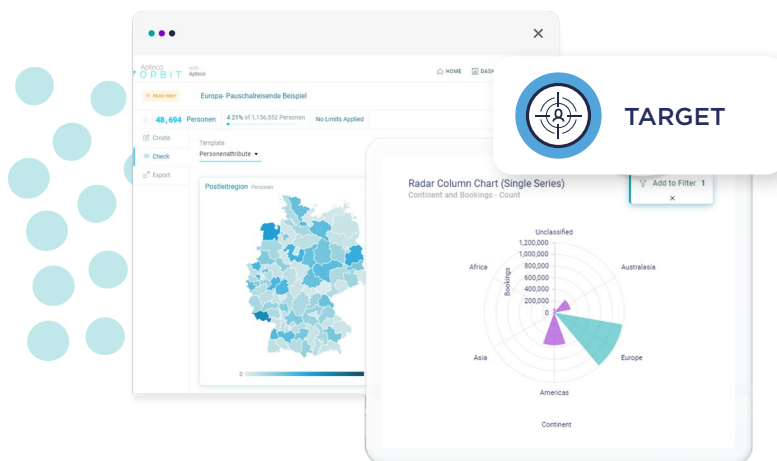 Apteco
ORBIT
with
Apteco
HOME
DASH
READ ONLY
Europa- Pauschalreisende Beispiel
48,694 Personen
4.21% of 1,156,552 Personen
No Limits Applied
Create
Check
Export
Template
Personenattribute
Postleitregion Personen
0
TARGET
Radar Column Chart (Single Series)
Continent and Bookings - Count
Add to Filter 1
Unclassified
1,200,000
1,000,000
800,000
600,000
400,000
200,000
0
Bookings
Africa
Australasia
Asia
Europe
Americas
Continent